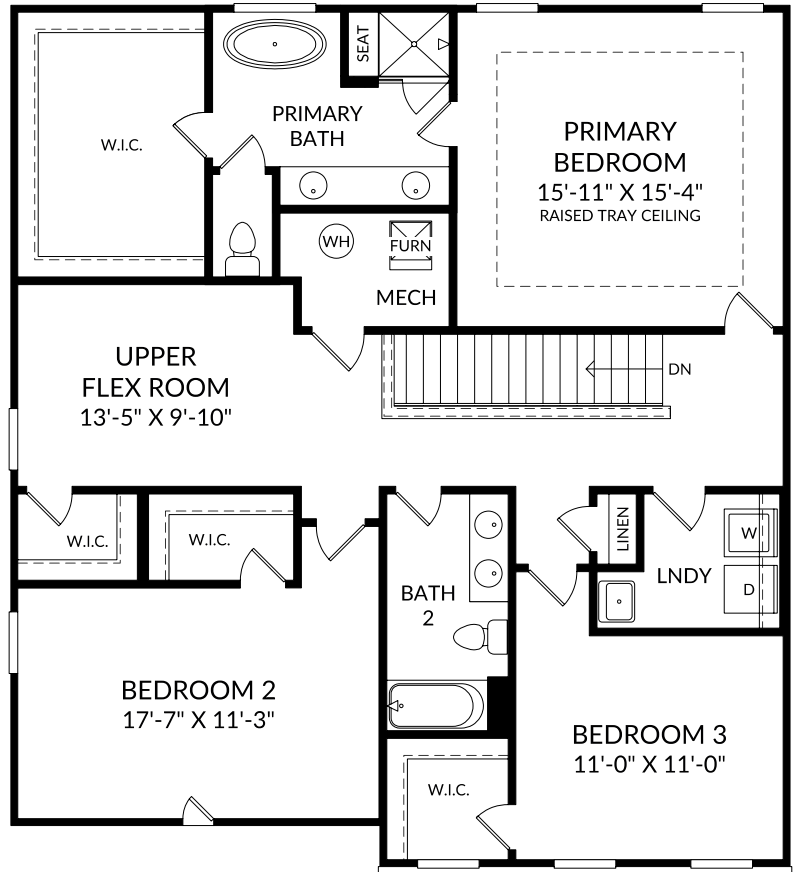 SEAT
PRIMARY
BATH
W.I.C.
PRIMARY
BEDROOM
15'-11" X 15'-4"
RAISED TRAY CEILING
WH
FURN
MECH
UPPER
FLEX ROOM
13'-5" X 9'-10"
DN
W.I.C.
W.I.C.
LINEN
W
LNDY
D
BATH
2
BEDROOM 2
17'-7" X 11'-3"
BEDROOM 3
11'-0" X 11'-0"
W.I.C.